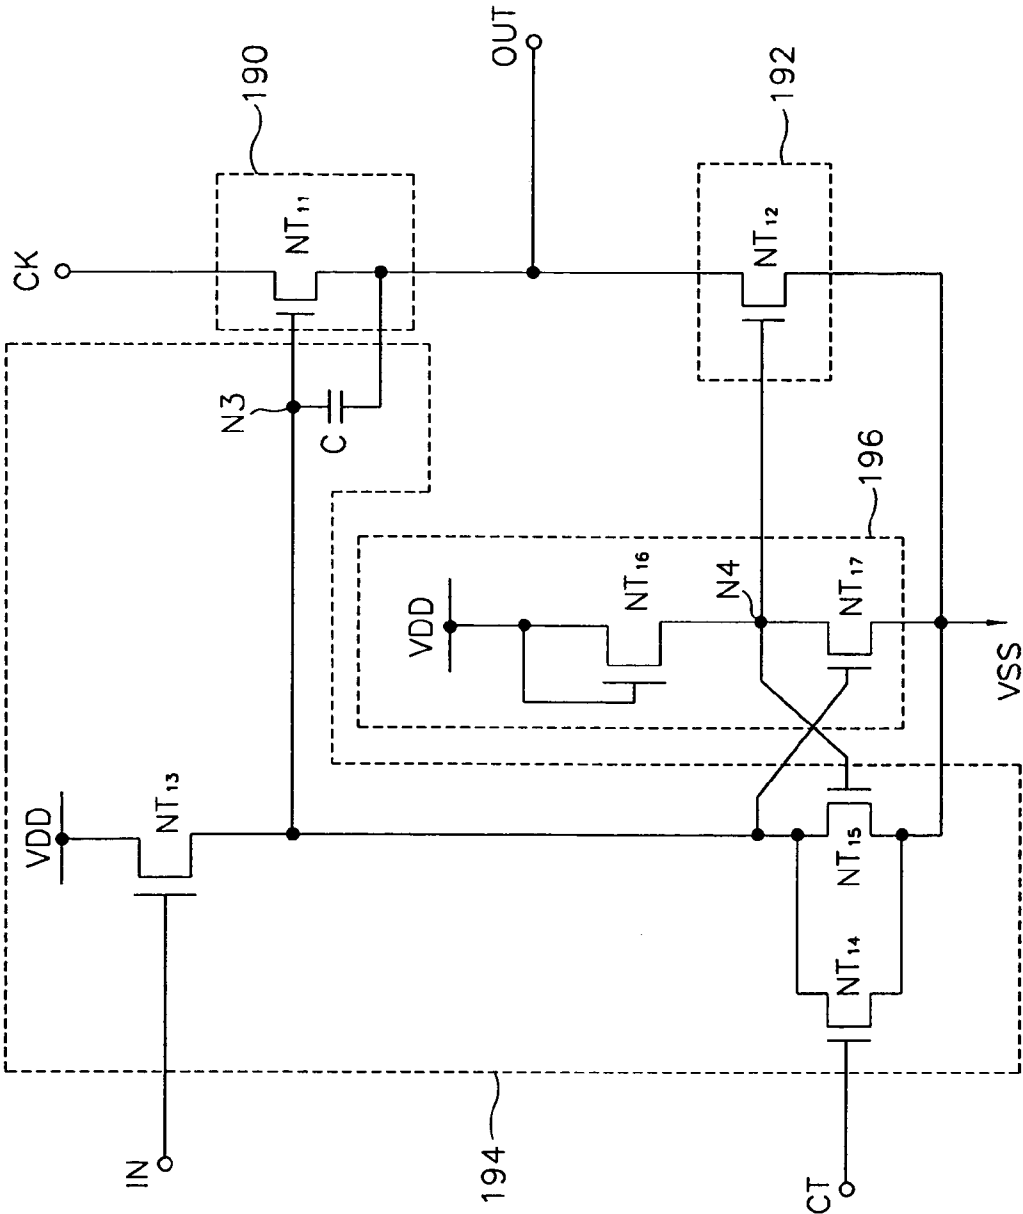 VDD
CK
IN
NT13
N3
190
NT11
C
VDD
194
OUT
NT16
N4
NT12
192
CT
NT14
NT15
NT17
196
VSS